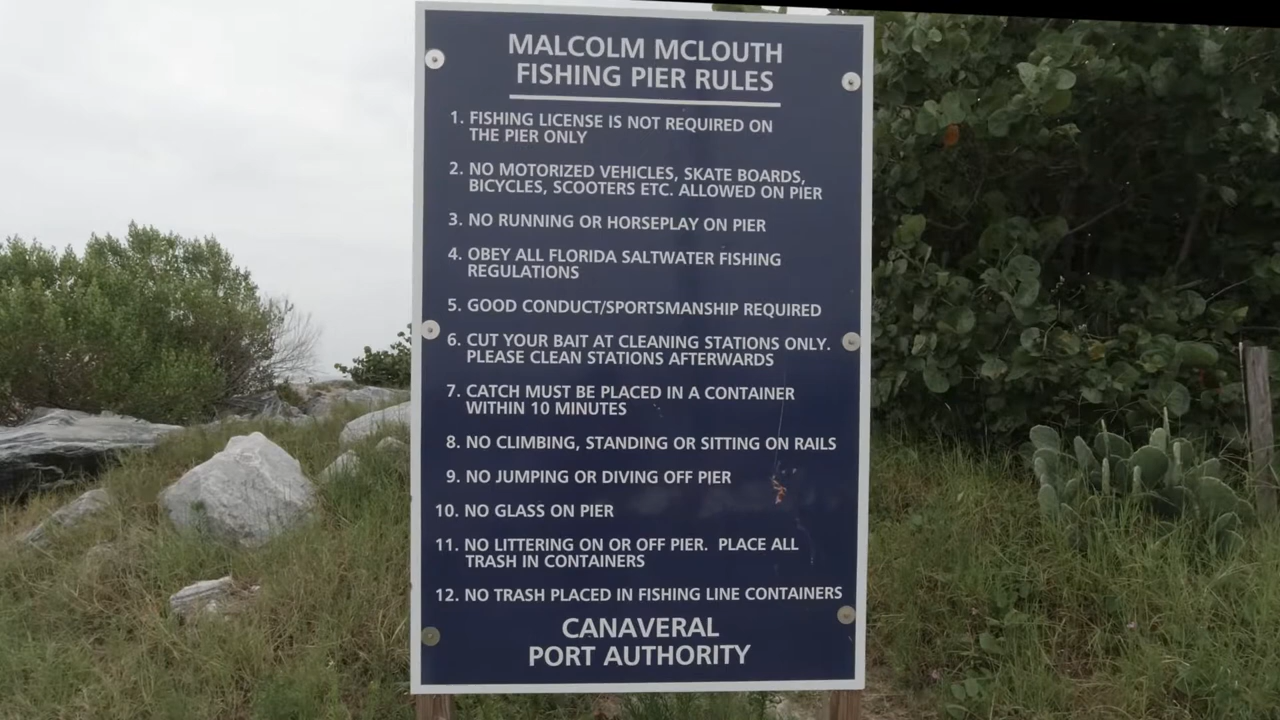 MALCOLM MCLOUTH
FISHING PIER RULES
1. FISHING LICENSE IS NOT REQUIRED ON
THE PIER ONLY
2. NO MOTORIZED VEHICLES, SKATE BOARDS,
BICYCLES, SCOOTERS ETC. ALLOWED ON PIER
3. NO RUNNING OR HORSEPLAY ON PIER
4. OBEY ALL FLORIDA SALTWATER FISHING
REGULATIONS
5. GOOD CONDUCT/SPORTSMANSHIP REQUIRED
6. CUT YOUR BAIT AT CLEANING STATIONS ONLY.
PLEASE CLEAN STATIONS AFTERWARDS
7. CATCH MUST BE PLACED IN A CONTAINER
WITHIN 10 MINUTES
8. NO CLIMBING, STANDING OR SITTING ON RAILS
9. NO JUMPING OR DIVING OFF PIER
10. NO GLASS ON PIER
11. NO LITTERING ON OR OFF PIER. PLACE ALL
TRASH IN CONTAINERS
12. NO TRASH PLACED IN FISHING LINE CONTAINERS
CANAVERAL
PORT AUTHORITY